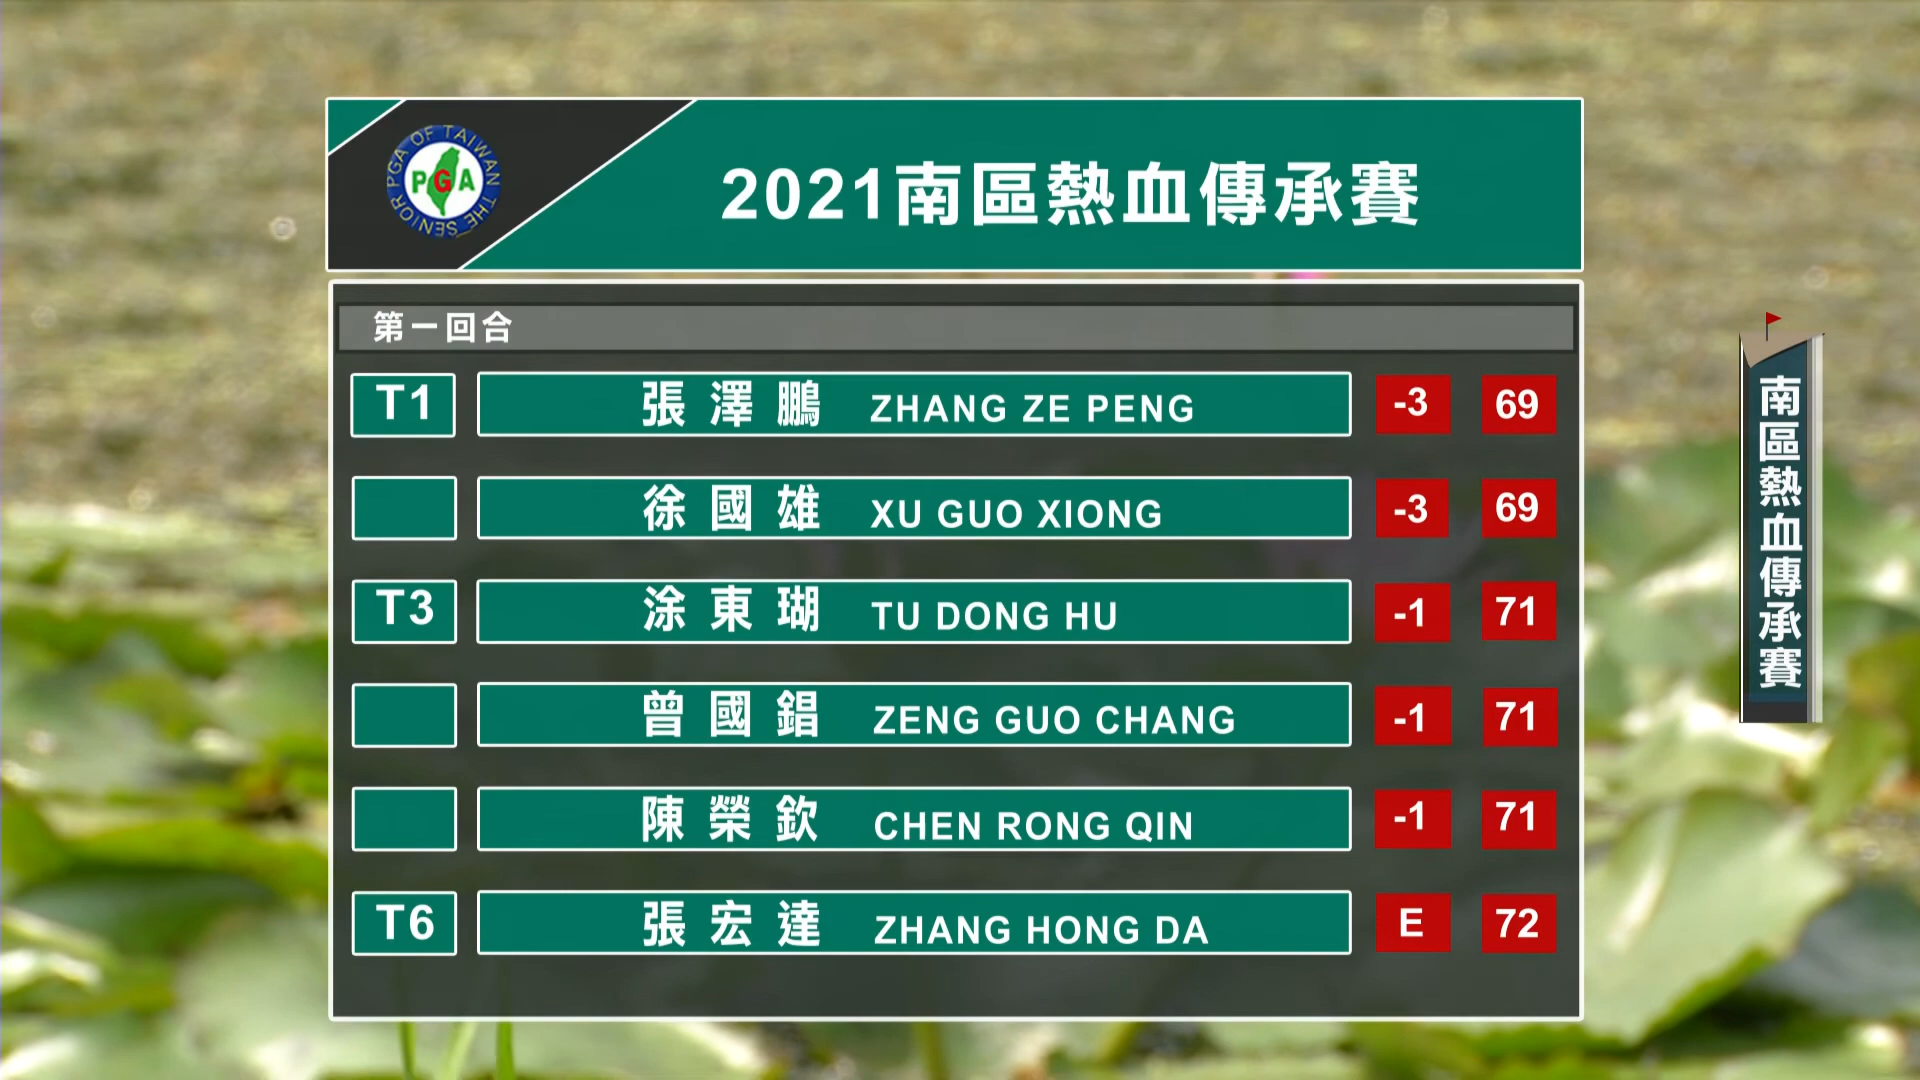 PGA OF TAIWAN THE SENIOR
PGA
2021南區熱血傳承賽
第一回合
T1 張澤鵬 ZHANG ZE PENG -3 69
徐國雄 XU GUO XIONG -3 69
T3 涂東瑚 TU DONG HU -1 71
曾國錩 ZENG GUO CHANG -1 71
陳榮欽 CHEN RONG QIN -1 71
T6 張宏達 ZHANG HONG DA E 72
南區熱血傳承賽